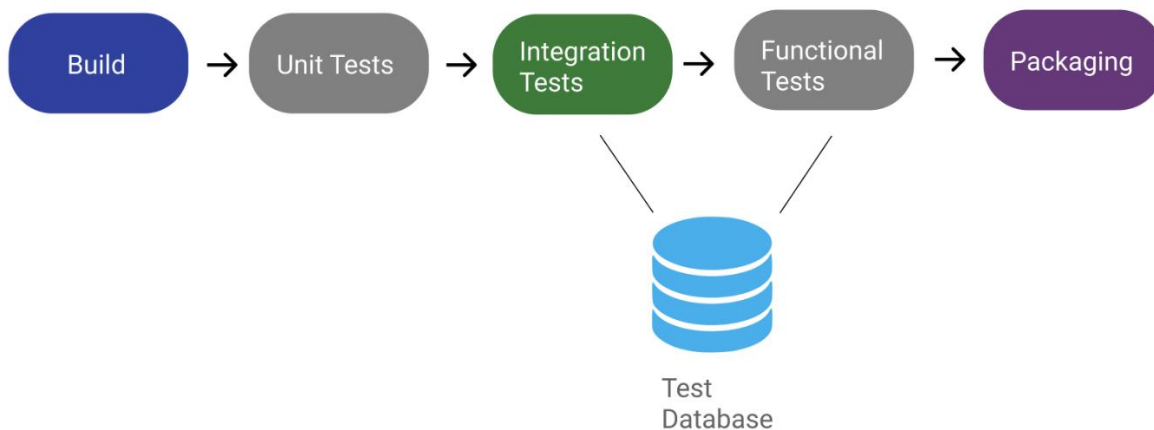 Build
Unit Tests
Integration
Tests
Functional
Tests
Packaging
Test
Database